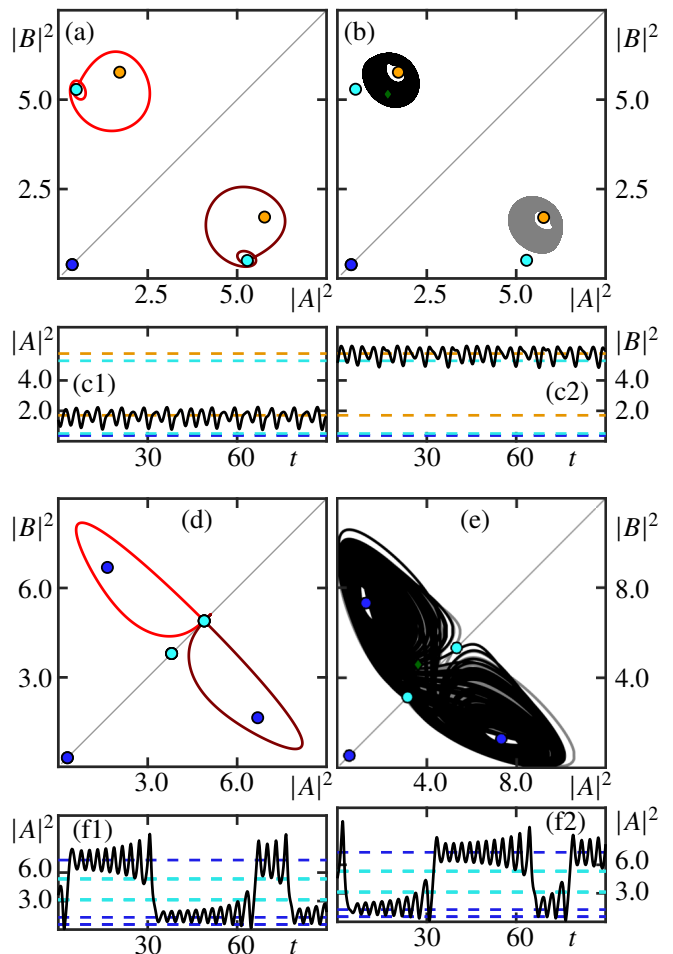 |B|² (a) (b) |B|²
5.0 5.0
2.5 2.5
2.5 5.0 |A|² 2.5 5.0 |A|²
|A|² (c1) (c2) |B|²
4.0 4.0
2.0 2.0
30 60 t 30 60 t
|B|² (d) (e) |B|²
6.0 8.0
3.0 4.0
3.0 6.0 |A|² 4.0 8.0 |A|²
|A|² (f1) (f2) |A|²
6.0 6.0
3.0 3.0
30 60 t 30 60 t